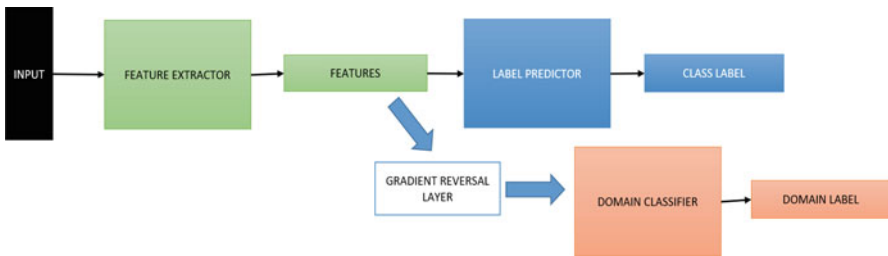 INPUT
FEATURE EXTRACTOR
FEATURES
LABEL PREDICTOR
CLASS LABEL
GRADIENT REVERSAL
LAYER
DOMAIN CLASSIFIER
DOMAIN LABEL